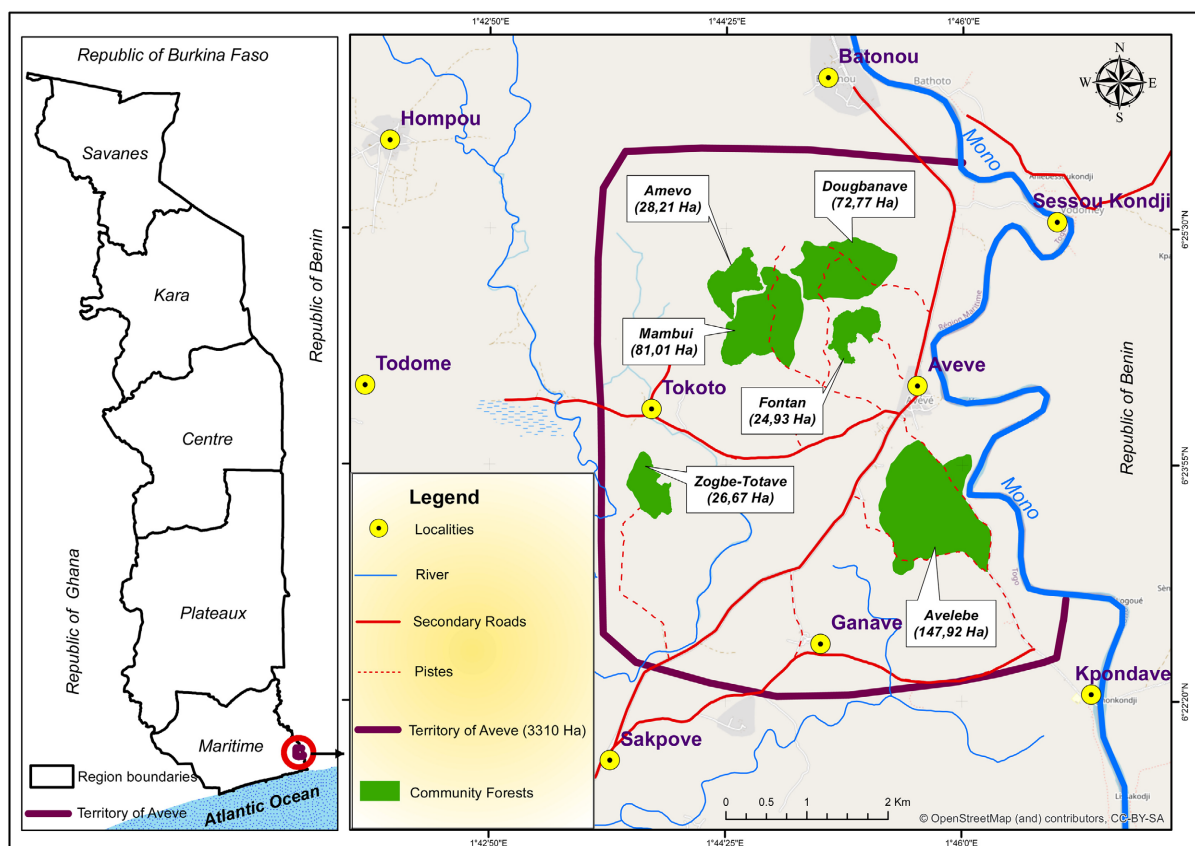 Republic of Burkina Faso
Savanes
Kara
Republic of Benin
Centre
Republic of Ghana
Plateaux
Maritime
Region boundaries
Territory of Aveve
Atlantic Ocean
1°42'50"E
1°44'25"E
1°46'0"E
Batonou
Bathoto
Hompou
Mono
N
W
E
S
Amevo
(28,21 Ha)
Dougbanave
(72,77 Ha)
Sessou Kondji
6°25'30"N
Région Maritime
Mambui
(81,01 Ha)
Todome
Tokoto
Fontan
(24,93 Ha)
Aveve
Avévé
Republic of Benin
Zogbe-Totave
(26,67 Ha)
6°23'55"N
Mono
Togo
Avelebe
(147,92 Ha)
Ganave
Kpondave
6°22'20"N
Sakpove
Legend
Localities
River
Secondary Roads
Pistes
Territory of Aveve (3310 Ha)
Community Forests
0
0.5
1
2 Km
© OpenStreetMap (and) contributors, CC-BY-SA
1°42'50"E
1°44'25"E
1°46'0"E